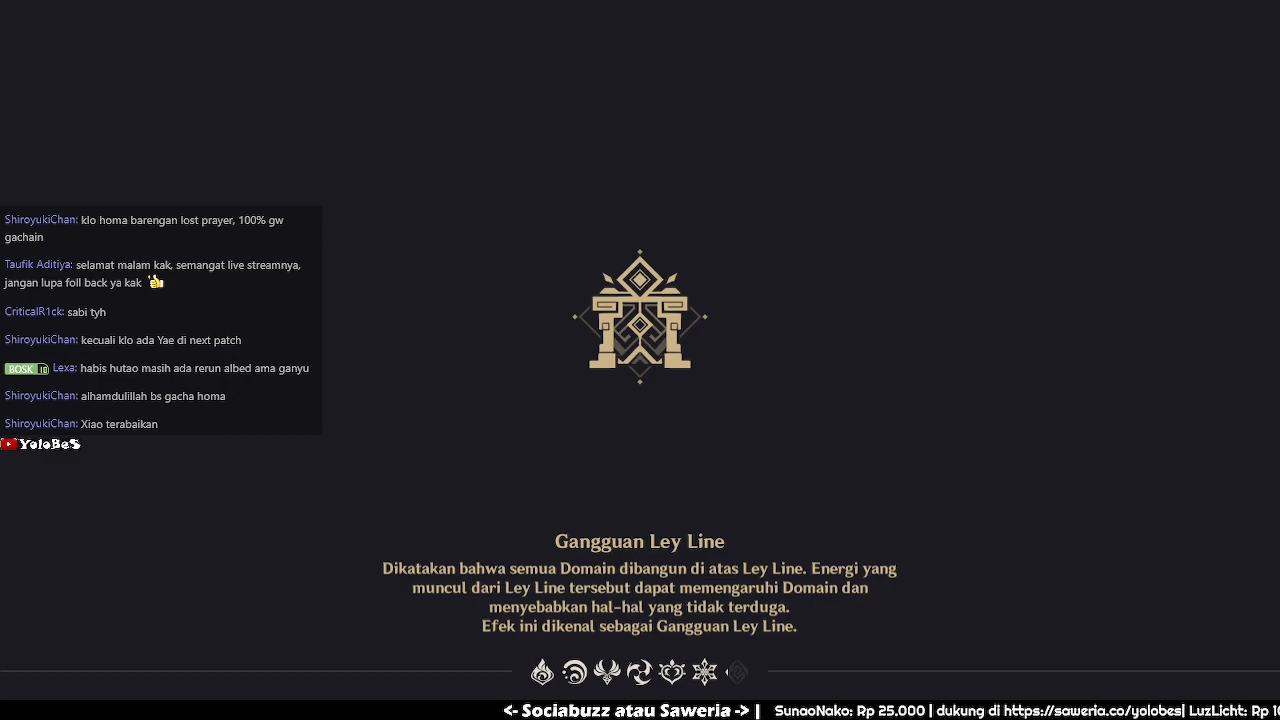 ShiroyukiChan: klo homa barengan lost prayer, 100% gw
gachain
Taufik Aditiya: selamat malam kak, semangat live streamnya,
jangan lupa foll back ya kak
CriticalR1ck: sabi tyh
ShiroyukiChan: kecuali klo ada Yae di next patch
BOSK Lexa: habis hutao masih ada rerun albed ama ganyu
ShiroyukiChan: alhamdulillah bs gacha homa
ShiroyukiChan: Xiao terabaikan
YoloBeS
Gangguan Ley Line
Dikatakan bahwa semua Domain dibangun di atas Ley Line. Energi yang
muncul dari Ley Line tersebut dapat memengaruhi Domain dan
menyebabkan hal-hal yang tidak terduga.
Efek ini dikenal sebagai Gangguan Ley Line.
<- Sociabuzz atau Saweria -> | SunaoNako: Rp 25.000 | dukung di https://saweria.co/yolobes| LuzLicht: Rp